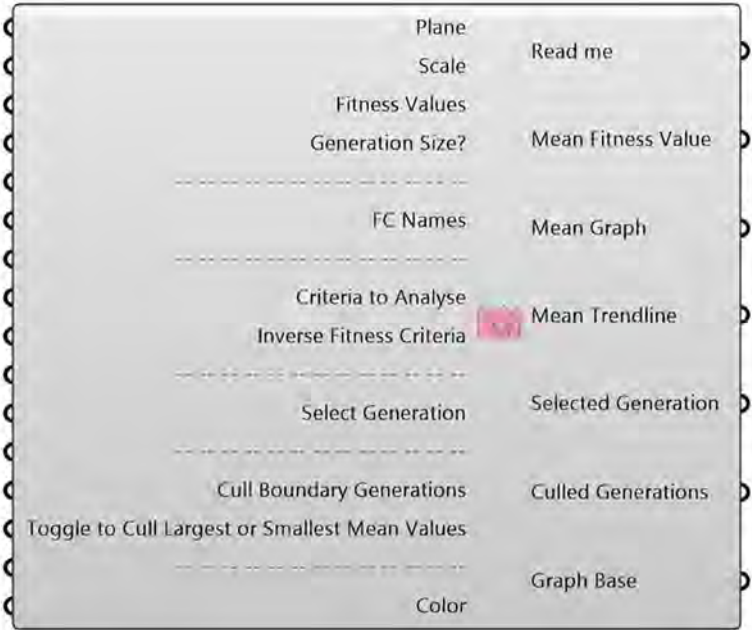 Plane
Scale
Fitness Values
Generation Size?
FC Names
Criteria to Analyse
Inverse Fitness Criteria
Select Generation
Cull Boundary Generations
Toggle to Cull Largest or Smallest Mean Values
Color
Read me
Mean Fitness Value
Mean Graph
Mean Trendline
Selected Generation
Culled Generations
Graph Base